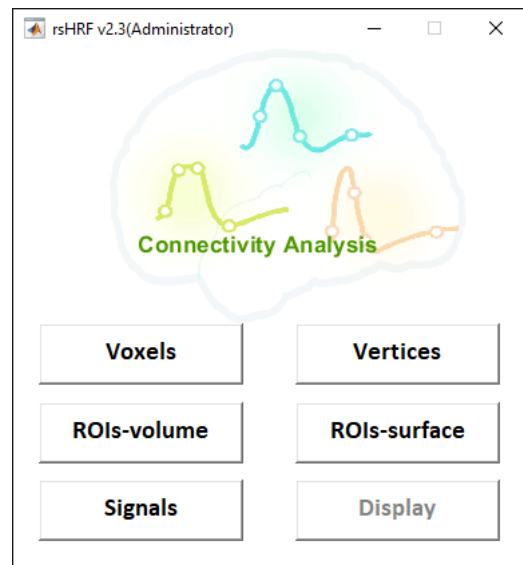 rsHRF v2.3(Administrator)
Connectivity Analysis
Voxels
Vertices
ROIs-volume
ROIs-surface
Signals
Display